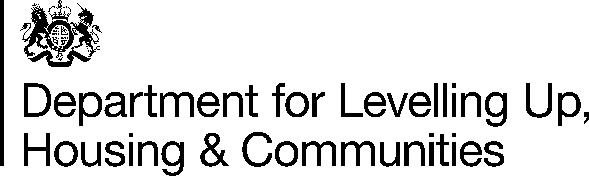 Department for Levelling Up,
Housing & Communities